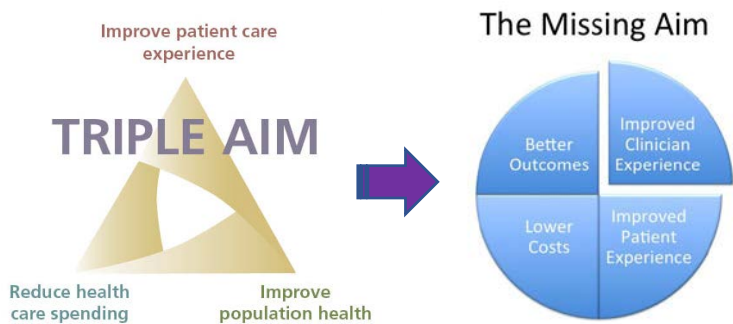 Improve patient care
experience
TRIPLE AIM
Reduce health
care spending
Improve
population health
The Missing Aim
Better
Outcomes
Improved
Clinician
Experience
Lower
Costs
Improved
Patient
Experience